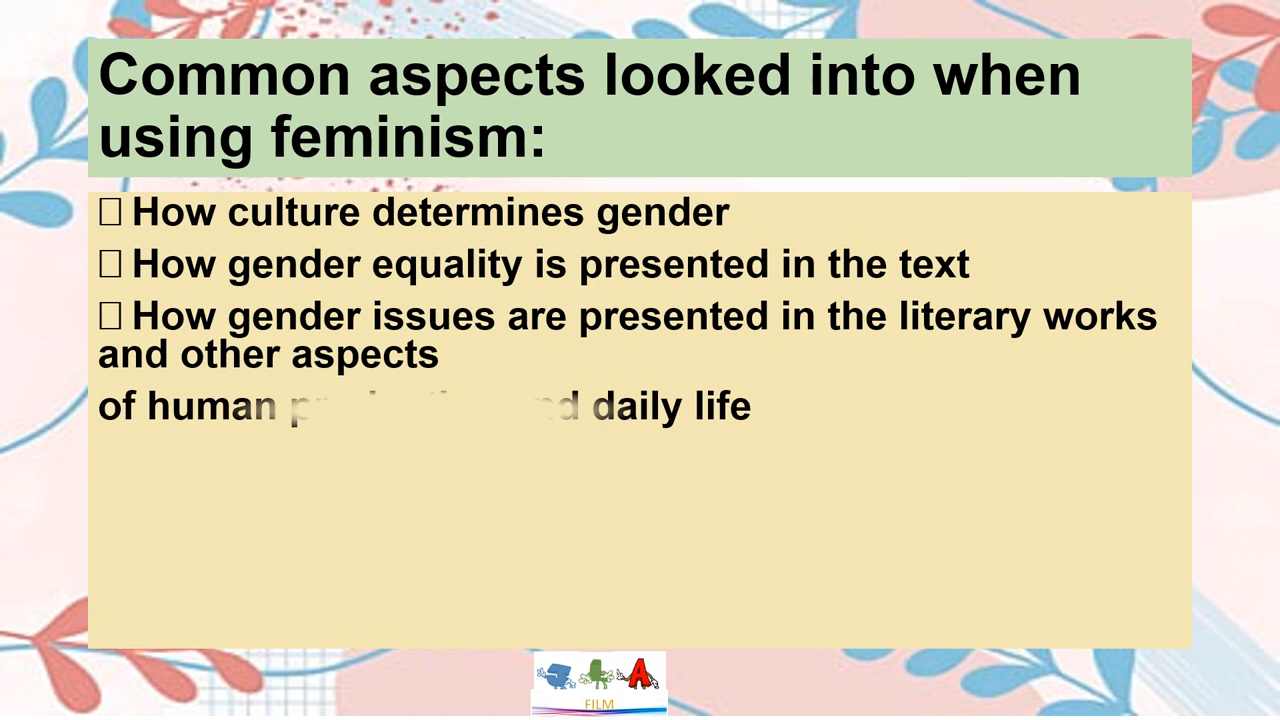 Common aspects looked into when
using feminism:
How culture determines gender
How gender equality is presented in the text
How gender issues are presented in the literary works
and other aspects
of human daily life
FILM